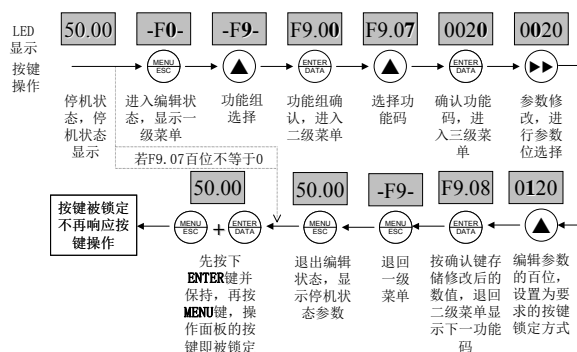 LED
显示
按键
操作
50.00
-F0-
-F9-
F9.00
F9.07
0020
0020
MENU
ESC
ENTER
DATA
ENTER
DATA
停机状
态，停
机状态
显示
进入编辑状
态，显示一
级菜单
功能组
选择
功能组确
认，进入
二级菜单
选择功
能码
确认功能
码，进
入三级菜
单
参数修
改，进
行参数
位选择
若F9.07百位不等于0
50.00
50.00
-F9-
F9.08
0120
按键被锁定
不再响应按
键操作
MENU
ESC
+
ENTER
DATA
MENU
ESC
MENU
ESC
ENTER
DATA
先按下
ENTER键并
保持，再按
MENU键，操
作面板的按
键即被锁定
退出编辑
状态，显
示停机状
态参数
退回
一级
菜单
按确认键存
储修改后的
数值，退回
二级菜单显
示下一功能
码
编辑参数
的百位，
设置为要
求的按键
锁定方式